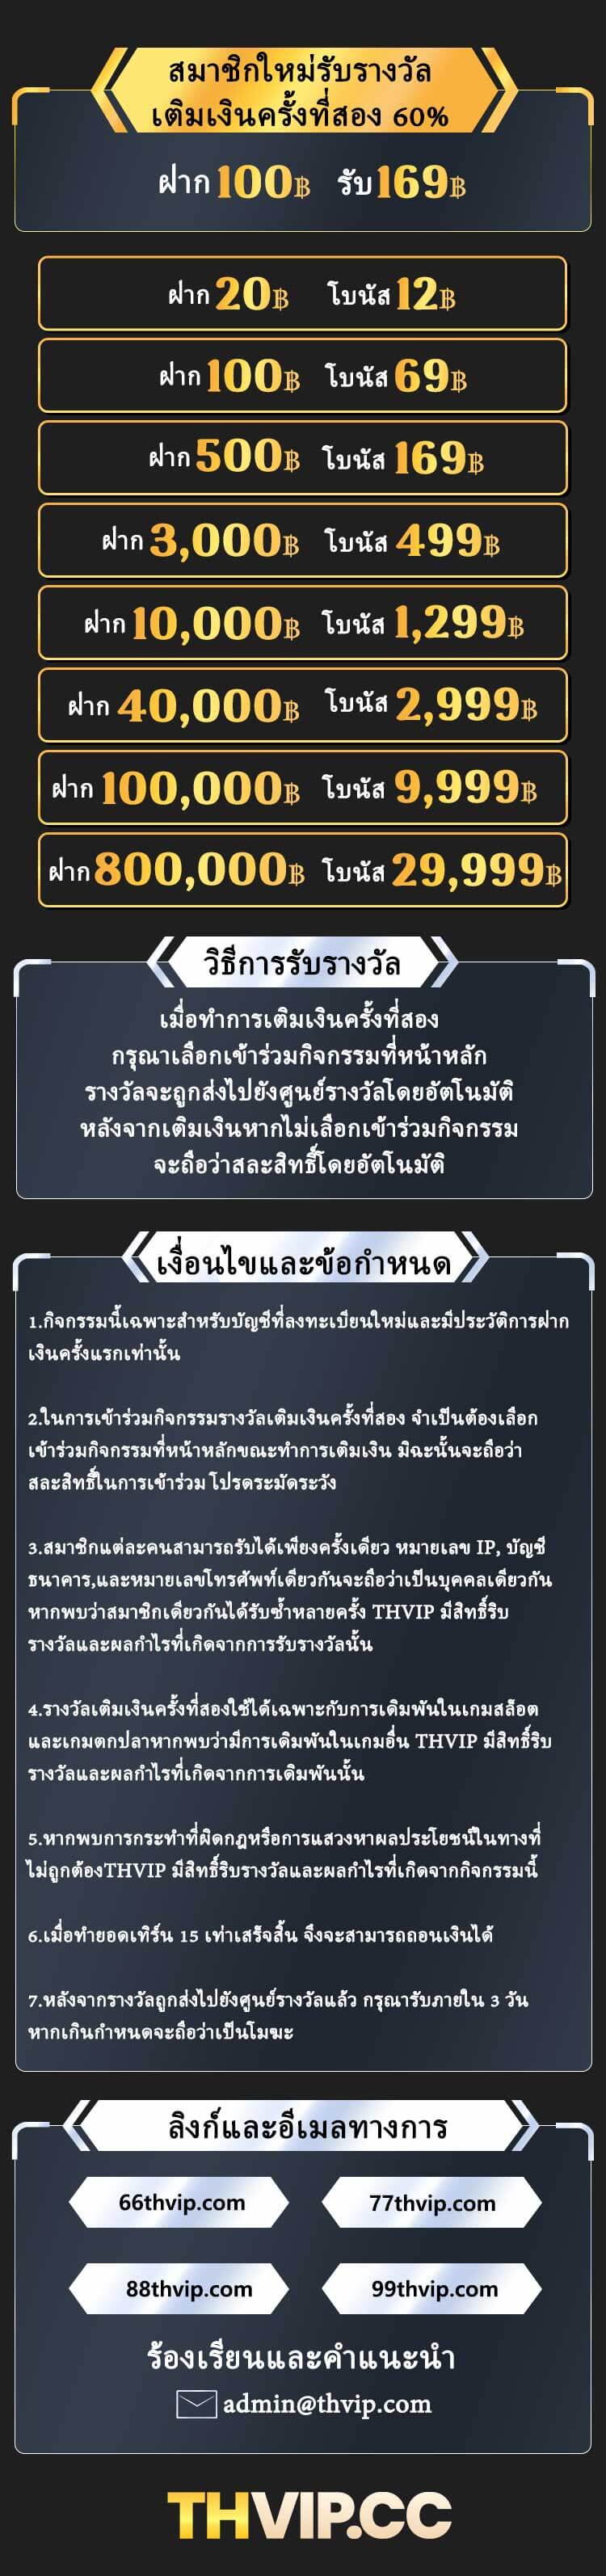 สมาชิกใหม่รับรางวัล
เติมเงินครั้งที่สอง 60%
ฝาก 100฿ รับ 169฿
ฝาก 20฿ โบนัส 12฿
ฝาก 100฿ โบนัส 69฿
ฝาก 500฿ โบนัส 169฿
ฝาก 3,000฿ โบนัส 499฿
ฝาก 10,000฿ โบนัส 1,299฿
ฝาก 40,000฿ โบนัส 2,999฿
ฝาก 100,000฿ โบนัส 9,999฿
ฝาก 800,000฿ โบนัส 29,999฿
วิธีการรับรางวัล
เมื่อทำการเติมเงินครั้งที่สอง
กรุณาเลือกเข้าร่วมกิจกรรมที่หน้าหลัก
รางวัลจะถูกส่งไปยังศูนย์รางวัลโดยอัตโนมัติ
หลังจากเติมเงินหากไม่เลือกเข้าร่วมกิจกรรม
จะถือว่าสละสิทธิ์โดยอัตโนมัติ
เงื่อนไขและข้อกำหนด
1.กิจกรรมนี้เฉพาะสำหรับบัญชีที่ลงทะเบียนใหม่และมีประวัติการฝาก
เงินครั้งแรกเท่านั้น
2.ในการเข้าร่วมกิจกรรมรางวัลเติมเงินครั้งที่สอง จำเป็นต้องเลือก
เข้าร่วมกิจกรรมที่หน้าหลักขณะทำการเติมเงิน มิฉะนั้นจะถือว่า
สละสิทธิ์ในการเข้าร่วม โปรดระมัดระวัง
3.สมาชิกแต่ละคนสามารถรับได้เพียงครั้งเดียว หมายเลข IP, บัญชี
ธนาคาร,และหมายเลขโทรศัพท์เดียวกันจะถือว่าเป็นบุคคลเดียวกัน
หากพบว่าสมาชิกเดียวกันได้รับซ้ำหลายครั้ง THVIP มีสิทธิ์ริบ
รางวัลและผลกำไรที่เกิดจากการรับรางวัลนั้น
4.รางวัลเติมเงินครั้งที่สองใช้ได้เฉพาะกับการเดิมพันในเกมสล็อต
และเกมตกปลาหากพบว่ามีการเดิมพันในเกมอื่น THVIP มีสิทธิ์ริบ
รางวัลและผลกำไรที่เกิดจากการเดิมพันนั้น
5.หากพบการกระทำที่ผิดกฎหรือการแสวงหาผลประโยชน์ในทางที่
ไม่ถูกต้องTHVIP มีสิทธิ์ริบรางวัลและผลกำไรที่เกิดจากกิจกรรมนี้
6.เมื่อทำยอดเทิร์น 15 เท่าเสร็จสิ้น จึงจะสามารถถอนเงินได้
7.หลังจากรางวัลถูกส่งไปยังศูนย์รางวัลแล้ว กรุณารับภายใน 3 วัน
หากเกินกำหนดจะถือว่าเป็นโมฆะ
ลิงก์และอีเมลทางการ
66thvip.com 77thvip.com
88thvip.com 99thvip.com
ร้องเรียนและคำแนะนำ
admin@thvip.com
THVIP.CC